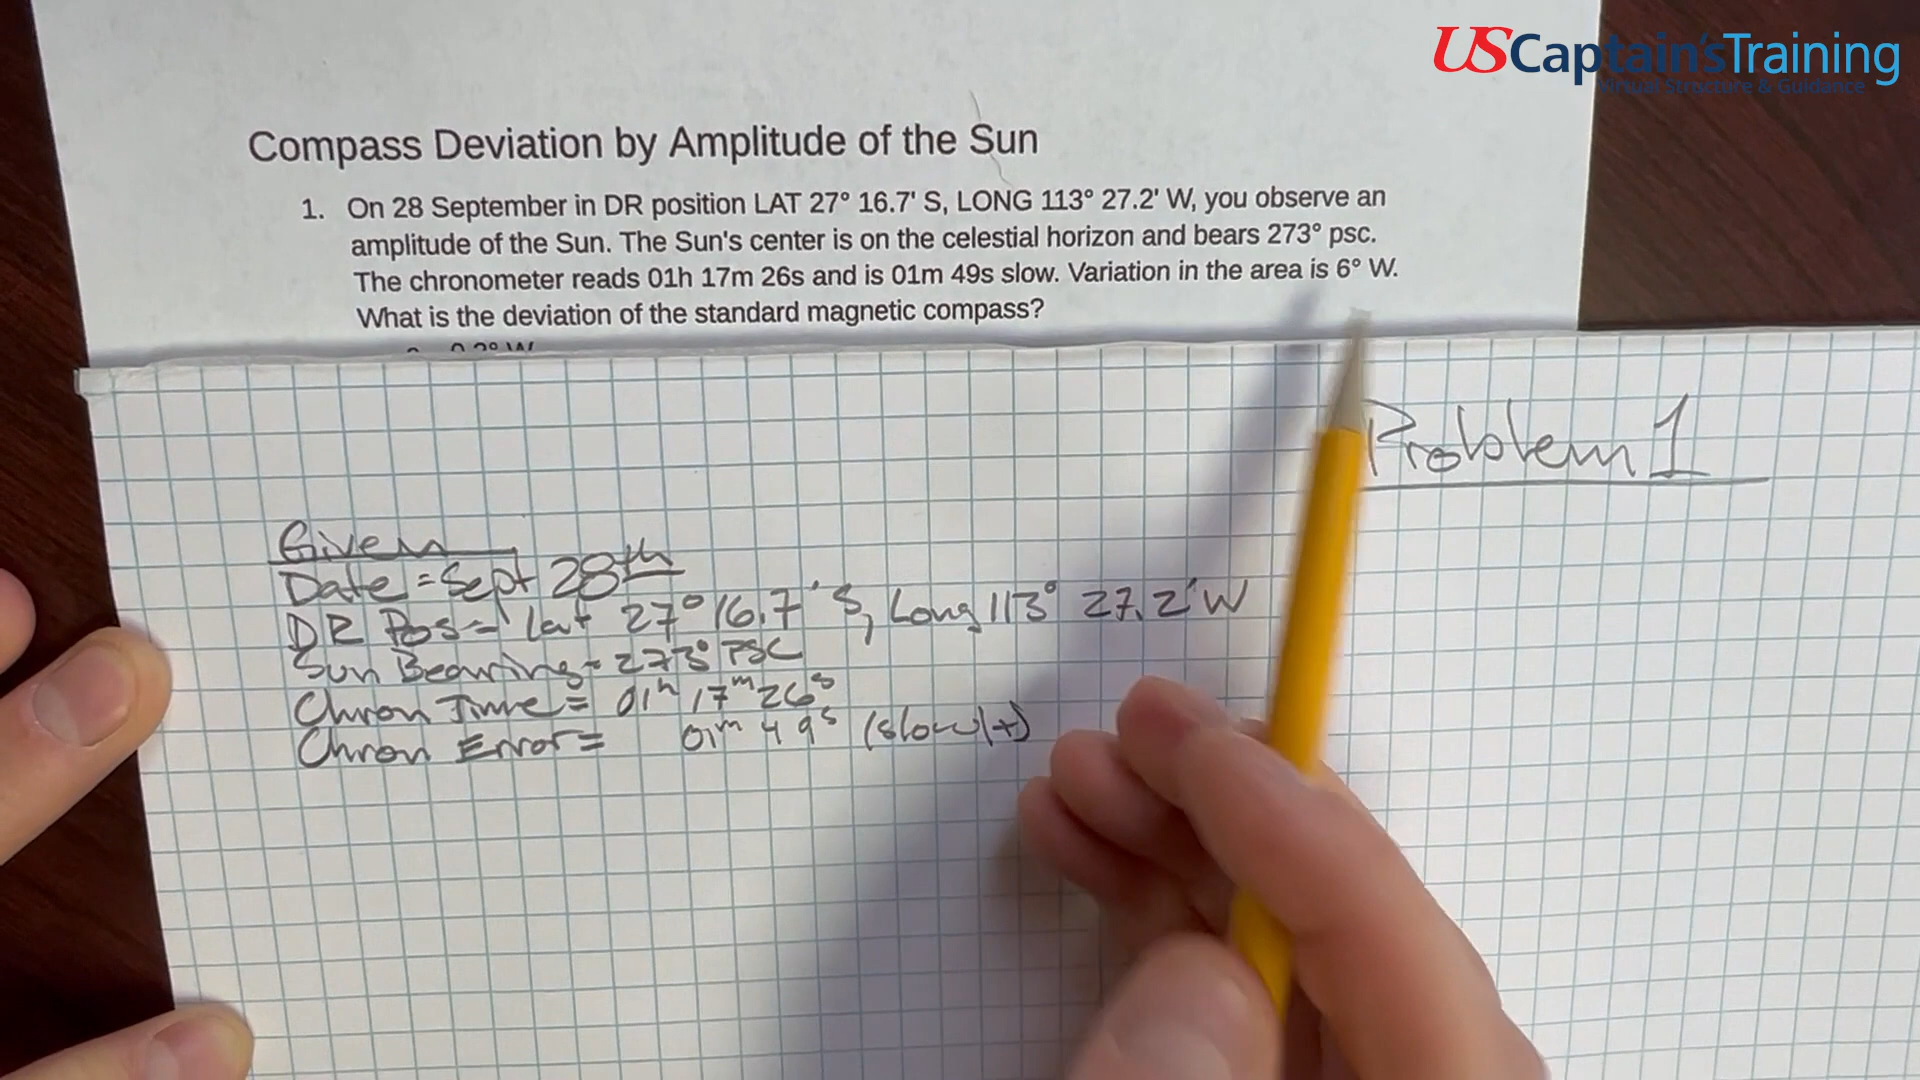 USCaptain'sTraining
Virtual Structure & Guidance
Compass Deviation by Amplitude of the Sun
1. On 28 September in DR position LAT 27° 16.7' S, LONG 113° 27.2' W, you observe an
amplitude of the Sun. The Sun's center is on the celestial horizon and bears 273° psc.
The chronometer reads 01h 17m 26s and is 01m 49s slow. Variation in the area is 6° W.
What is the deviation of the standard magnetic compass?
Problem 1
Given
Date = Sept 28th
DR Pos = Lat 27° 16.7' S, Long 113° 27.2' W
Sun Bearing = 273° PSC
Chron Time = 01h 17m 26s
Chron Error = 01m 49s (slow/+)